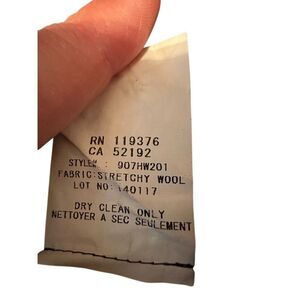 RN 119376
CA 52192
STYLE# : 907HW201
FABRIC:STRETCHY WOOL
LOT NO: 140117
DRY CLEAN ONLY
NETTOYER A SEC SEULEMENT